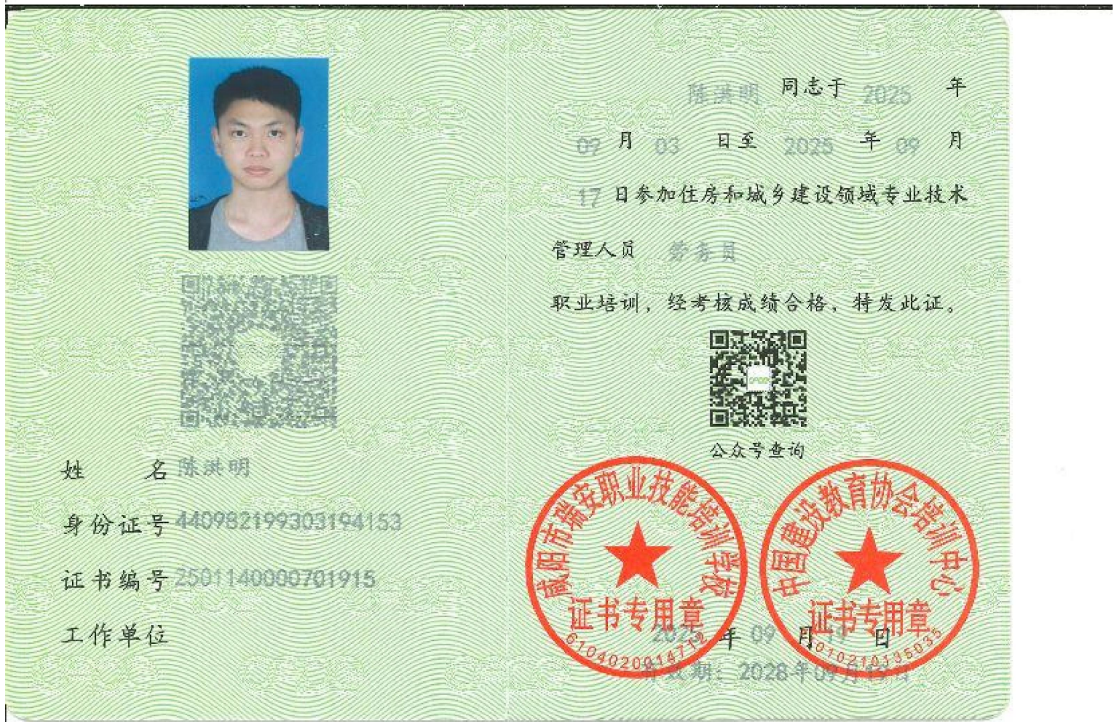 陈洪明 同志于 2025 年
09 月 03 日至 2025 年 09 月
17 日参加住房和城乡建设领域专业技术
管理人员 劳务员
职业培训，经考核成绩合格，特发此证。
公众号查询
姓 名 陈洪明
身份证号 440982199303194153
证书编号 2501140000701915
工作单位
咸阳市瑞安职业技能培训学校
证书专用章
中国建设教育协会培训中心
证书专用章
2025 年 09 月 19 日
有效期：2028年09月19日